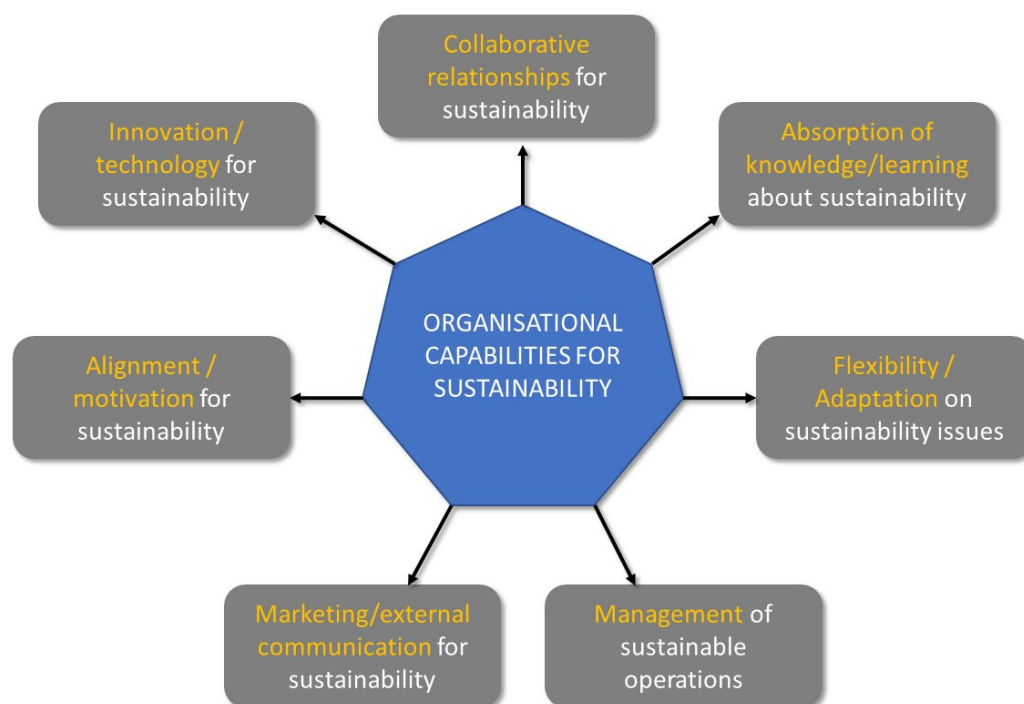 Collaborative
relationships for
sustainability
Innovation /
technology for
sustainability
Absorption of
knowledge/learning
about sustainability
ORGANISATIONAL
CAPABILITIES FOR
SUSTAINABILITY
Alignment /
motivation for
sustainability
Flexibility /
Adaptation on
sustainability issues
Marketing/external
communication for
sustainability
Management of
sustainable
operations